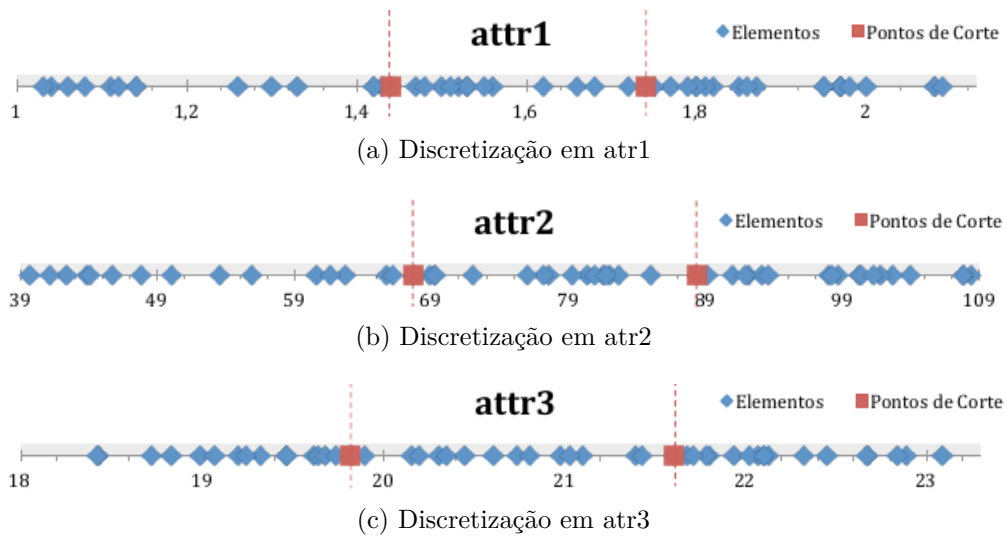 attr1
Elementos Pontos de Corte
1 1,2 1,4 1,6 1,8 2
(a) Discretização em atr1
attr2
Elementos Pontos de Corte
39 49 59 69 79 89 99 109
(b) Discretização em atr2
attr3
Elementos Pontos de Corte
18 19 20 21 22 23
(c) Discretização em atr3